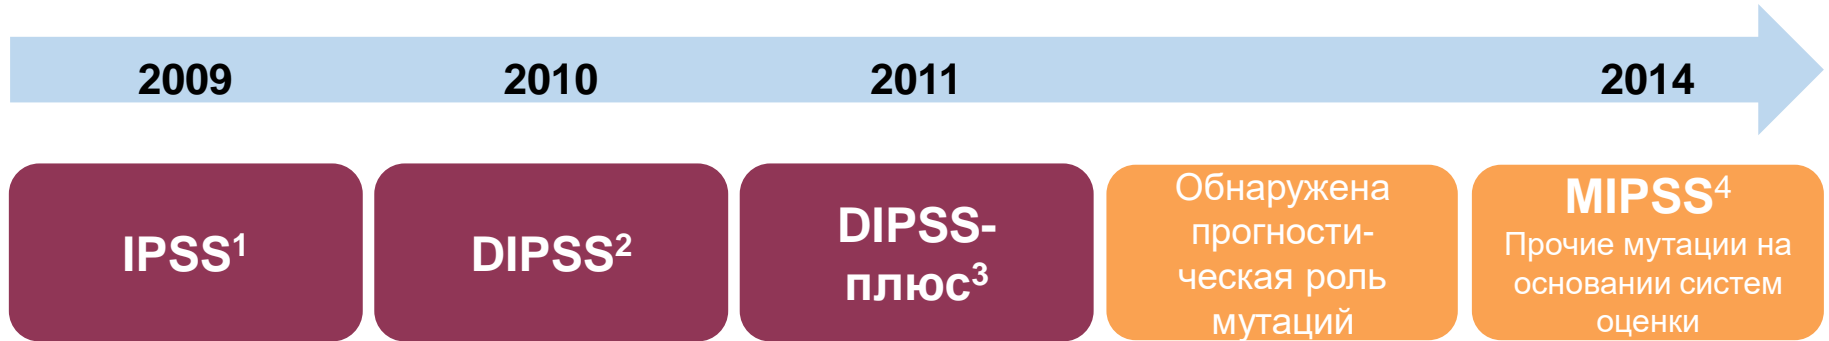 2009 2010 2011 2014
IPSS¹
DIPSS²
DIPSS-
плюс³
Обнаружена
прогности-
ческая роль
мутаций
MIPSS⁴
Прочие мутации на
основании систем
оценки